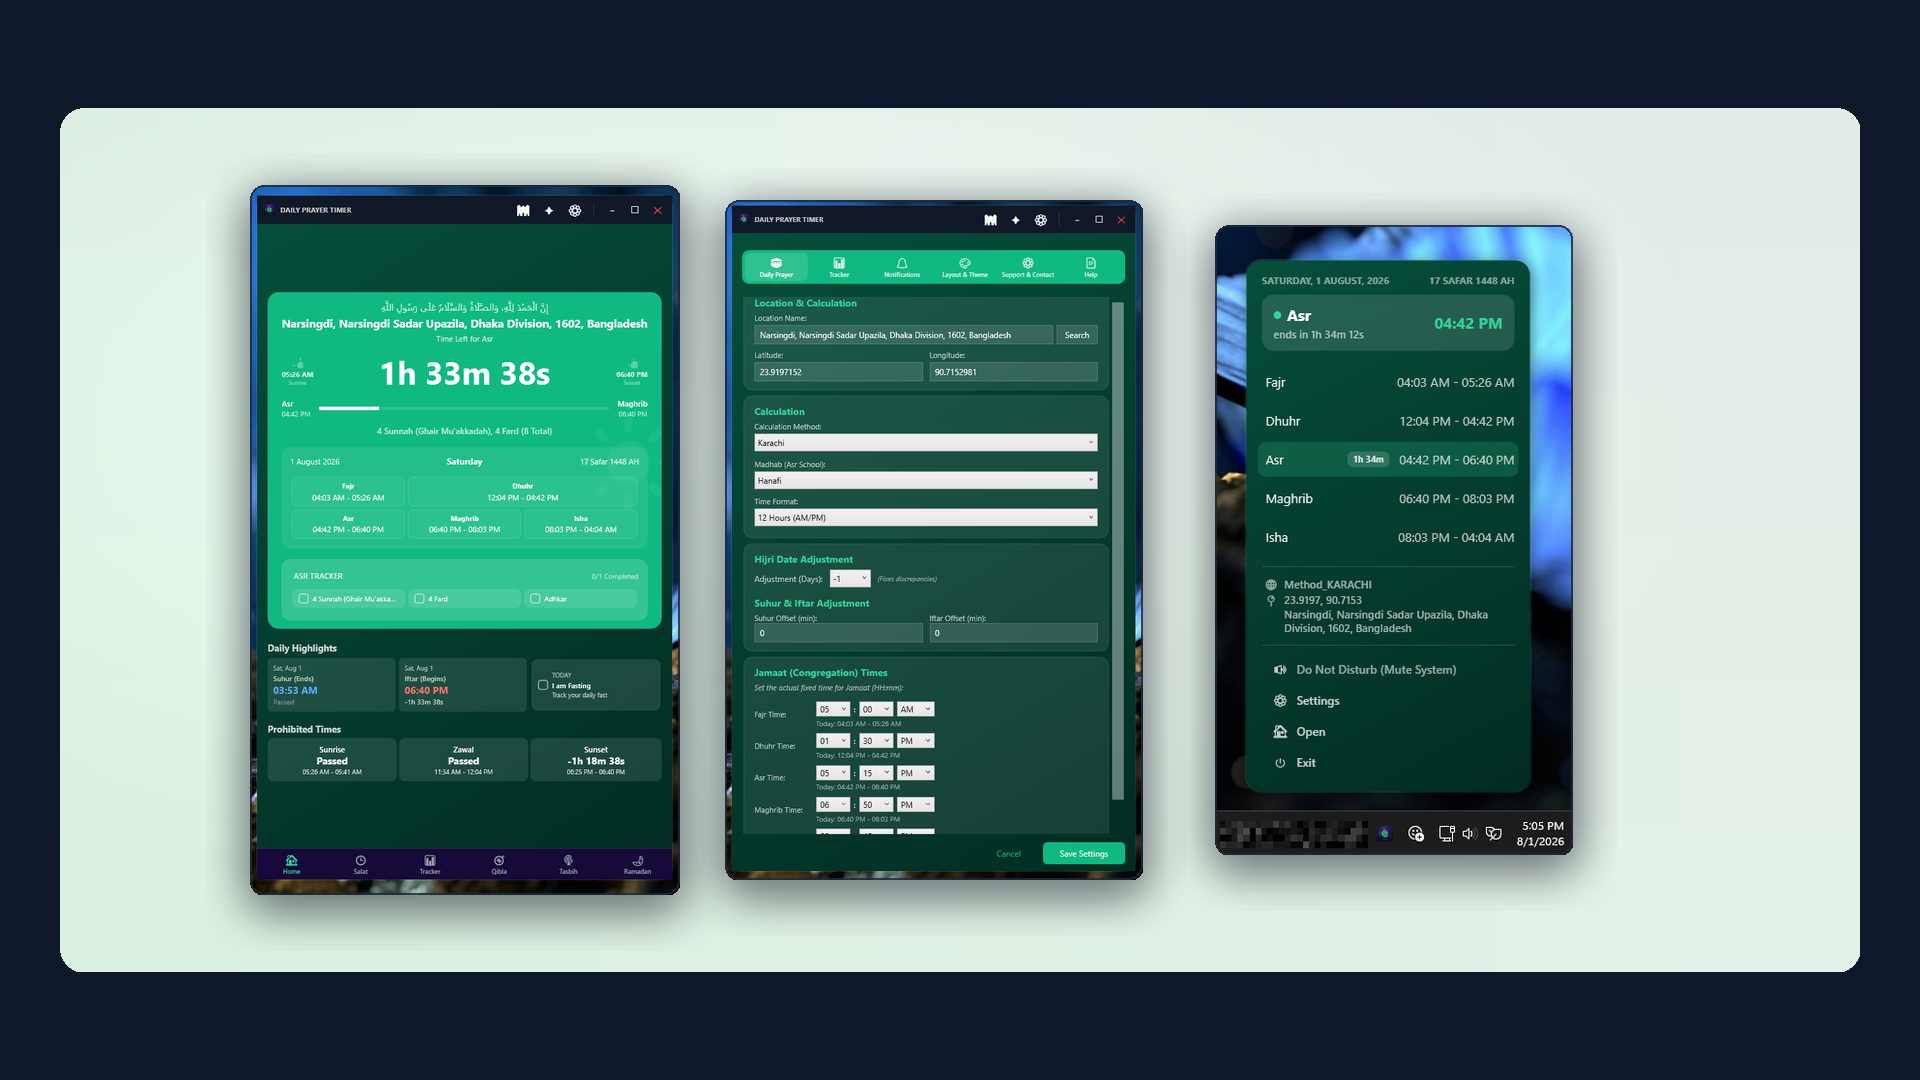 DAILY PRAYER TIMER
إِنَّ الْحَمْدَ لِلَّهِ، وَالصَّلَاةُ وَالسَّلَامُ عَلَى رَسُولِ اللَّهِ
Narsingdi, Narsingdi Sadar Upazila, Dhaka Division, 1602, Bangladesh
Time Left for Asr
05:26 AM
Sunrise
1h 33m 38s
06:40 PM
Sunset
Asr
04:42 PM
Maghrib
06:40 PM
4 Sunnah (Ghair Mu'akkadah), 4 Fard (8 Total)
1 August 2026
Saturday
17 Safar 1448 AH
Fajr
04:03 AM - 05:26 AM
Dhuhr
12:04 PM - 04:42 PM
Asr
04:42 PM - 06:40 PM
Maghrib
06:40 PM - 08:03 PM
Isha
08:03 PM - 04:04 AM
ASR TRACKER
0/1 Completed
4 Sunnah (Ghair Mu'akka...
4 Fard
Adhkar
Daily Highlights
Sat, Aug 1
Suhur (Ends)
03:53 AM
Passed
Sat, Aug 1
Iftar (Begins)
06:40 PM
-1h 33m 38s
TODAY
I am Fasting
Track your daily fast
Prohibited Times
Sunrise
Passed
05:26 AM - 05:41 AM
Zawal
Passed
11:34 AM - 12:04 PM
Sunset
-1h 18m 38s
06:25 PM - 06:40 PM
Home
Salat
Tracker
Qibla
Tasbih
Ramadan
DAILY PRAYER TIMER
Daily Prayer
Tracker
Notifications
Layout & Theme
Support & Contact
Help
Location & Calculation
Location Name:
Narsingdi, Narsingdi Sadar Upazila, Dhaka Division, 1602, Bangladesh
Search
Latitude:
Longitude:
23.9197152
90.7152981
Calculation
Calculation Method:
Karachi
Madhab (Asr School):
Hanafi
Time Format:
12 Hours (AM/PM)
Hijri Date Adjustment
Adjustment (Days):
-1
(Fixes discrepancies)
Suhur & Iftar Adjustment
Suhur Offset (min):
Iftar Offset (min):
0
0
Jamaat (Congregation) Times
Set the actual fixed time for Jamaat (HH:mm):
Fajr Time:
05 : 00 AM
Today: 04:03 AM - 05:26 AM
Dhuhr Time:
01 : 30 PM
Today: 12:04 PM - 04:42 PM
Asr Time:
05 : 15 PM
Today: 04:42 PM - 06:40 PM
Maghrib Time:
06 : 50 PM
Today: 06:40 PM - 08:03 PM
Cancel
Save Settings
SATURDAY, 1 AUGUST, 2026
17 SAFAR 1448 AH
Asr
ends in 1h 34m 12s
04:42 PM
Fajr
04:03 AM - 05:26 AM
Dhuhr
12:04 PM - 04:42 PM
Asr
1h 34m
04:42 PM - 06:40 PM
Maghrib
06:40 PM - 08:03 PM
Isha
08:03 PM - 04:04 AM
Method_KARACHI
23.9197, 90.7153
Narsingdi, Narsingdi Sadar Upazila, Dhaka
Division, 1602, Bangladesh
Do Not Disturb (Mute System)
Settings
Open
Exit
5:05 PM
8/1/2026